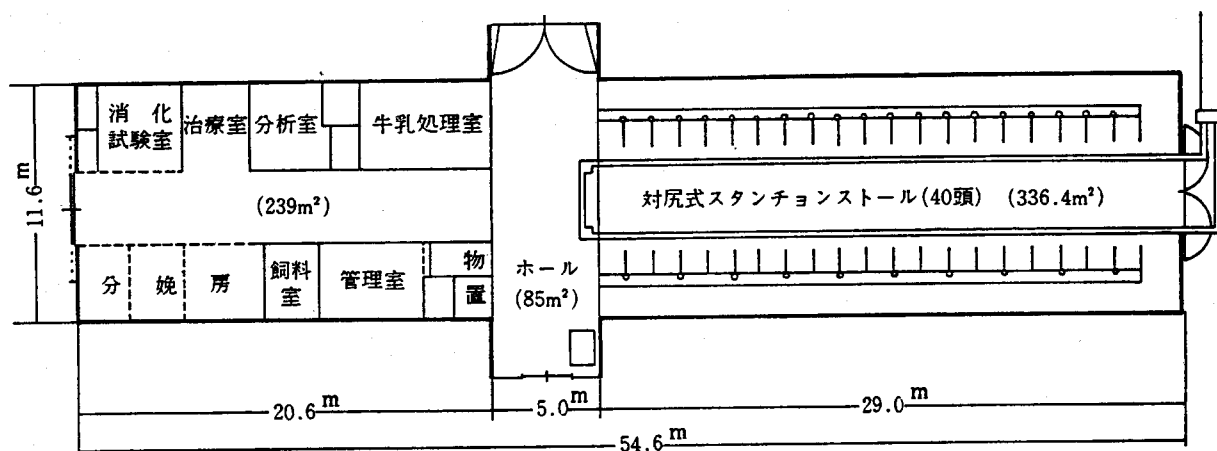 消化
試験室
治療室
分析室
牛乳処理室
11.6m
(239m²)
対尻式スタンチョンストール(40頭) (336.4m²)
分娩房
飼料
室
管理室
物
置
ホール
(85m²)
20.6m
5.0m
29.0m
54.6m